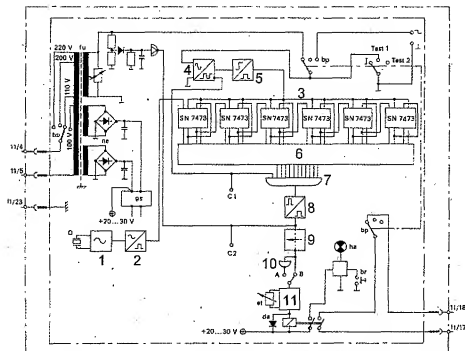 220 V
fu
200 V
110 V
100 V
ne
11/4
11/5
11/23
gs
+20...30 V
1
2
4
5
bp
Test 1
Test 2
3
SN 7473
SN 7473
SN 7473
SN 7473
SN 7473
SN 7473
6
7
C1
8
C2
9
10
A
B
et
11
da
+20...30 V
bp
ha
br
11/18
11/17